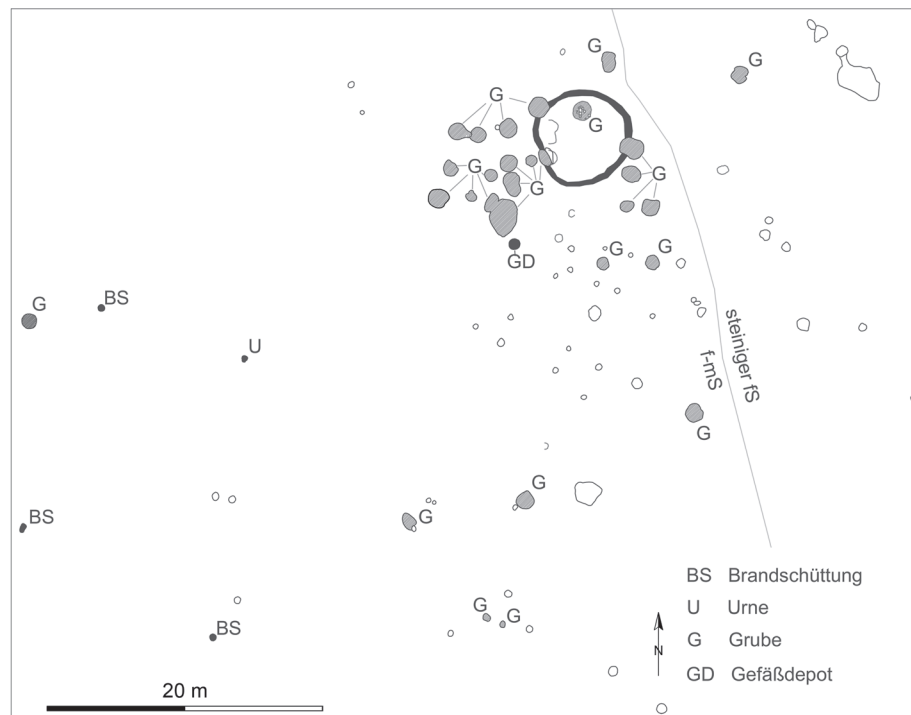 G
G
G
G
G
G
G
GD
G
G
G
BS
U
steiniger fS
f-mS
G
G
BS
G
G
G
BS
BS Brandschüttung
U Urne
G Grube
GD Gefäßdepot
N
20 m